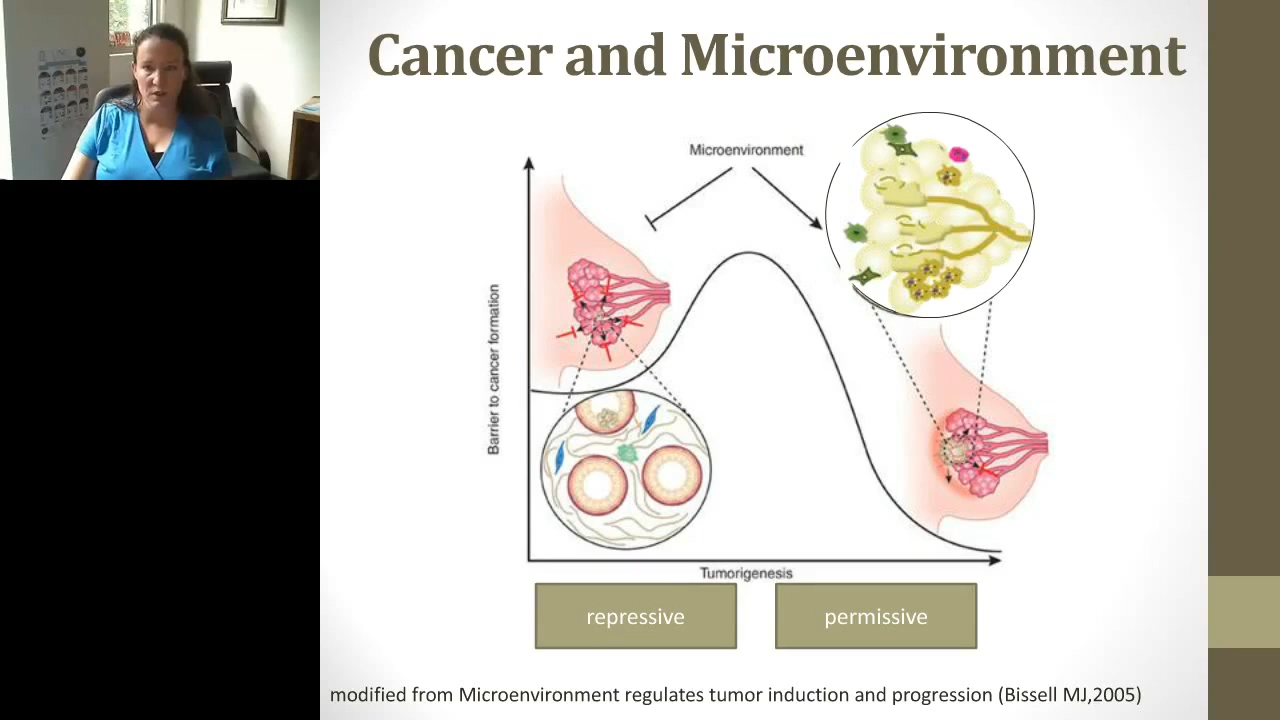 Cancer and Microenvironment
Microenvironment
Barrier to cancer formation
Tumorigenesis
repressive
permissive
modified from Microenvironment regulates tumor induction and progression (Bissell MJ,2005)